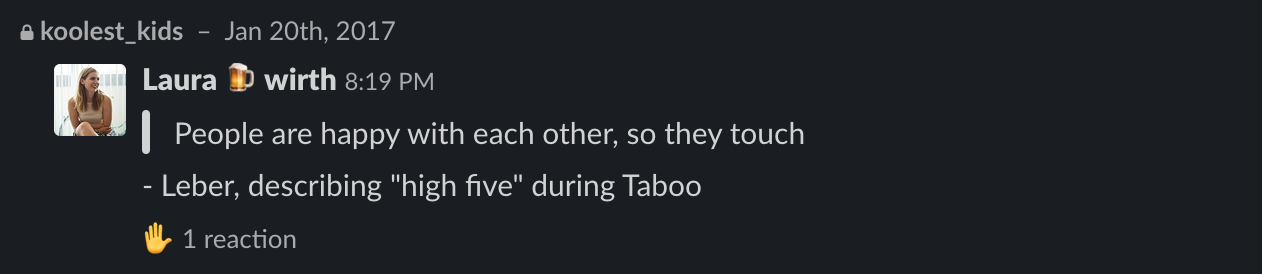 koolest_kids – Jan 20th, 2017
Laura 🍺 wirth 8:19 PM
People are happy with each other, so they touch
- Leber, describing "high five" during Taboo
✋ 1 reaction